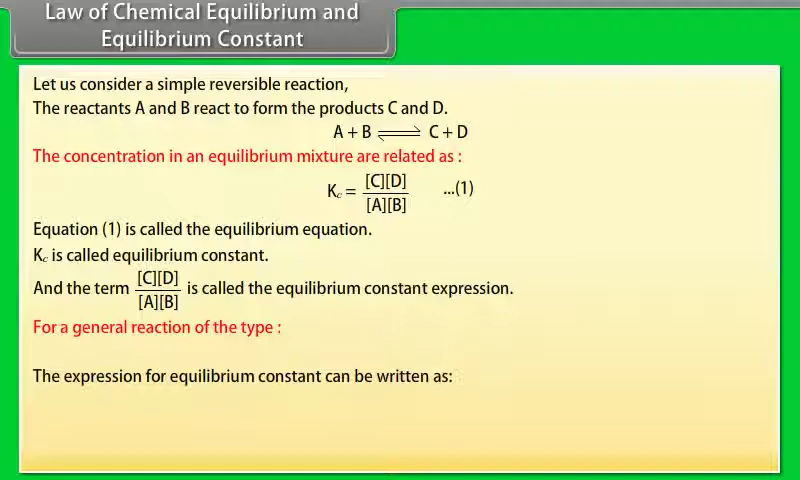 Law of Chemical Equilibrium and
Equilibrium Constant
Let us consider a simple reversible reaction,
The reactants A and B react to form the products C and D.
A + B ⇌ C + D
The concentration in an equilibrium mixture are related as :
K𝑐 = [C][D] / [A][B] ...(1)
Equation (1) is called the equilibrium equation.
K𝑐 is called equilibrium constant.
And the term [C][D] / [A][B] is called the equilibrium constant expression.
For a general reaction of the type :
The expression for equilibrium constant can be written as: